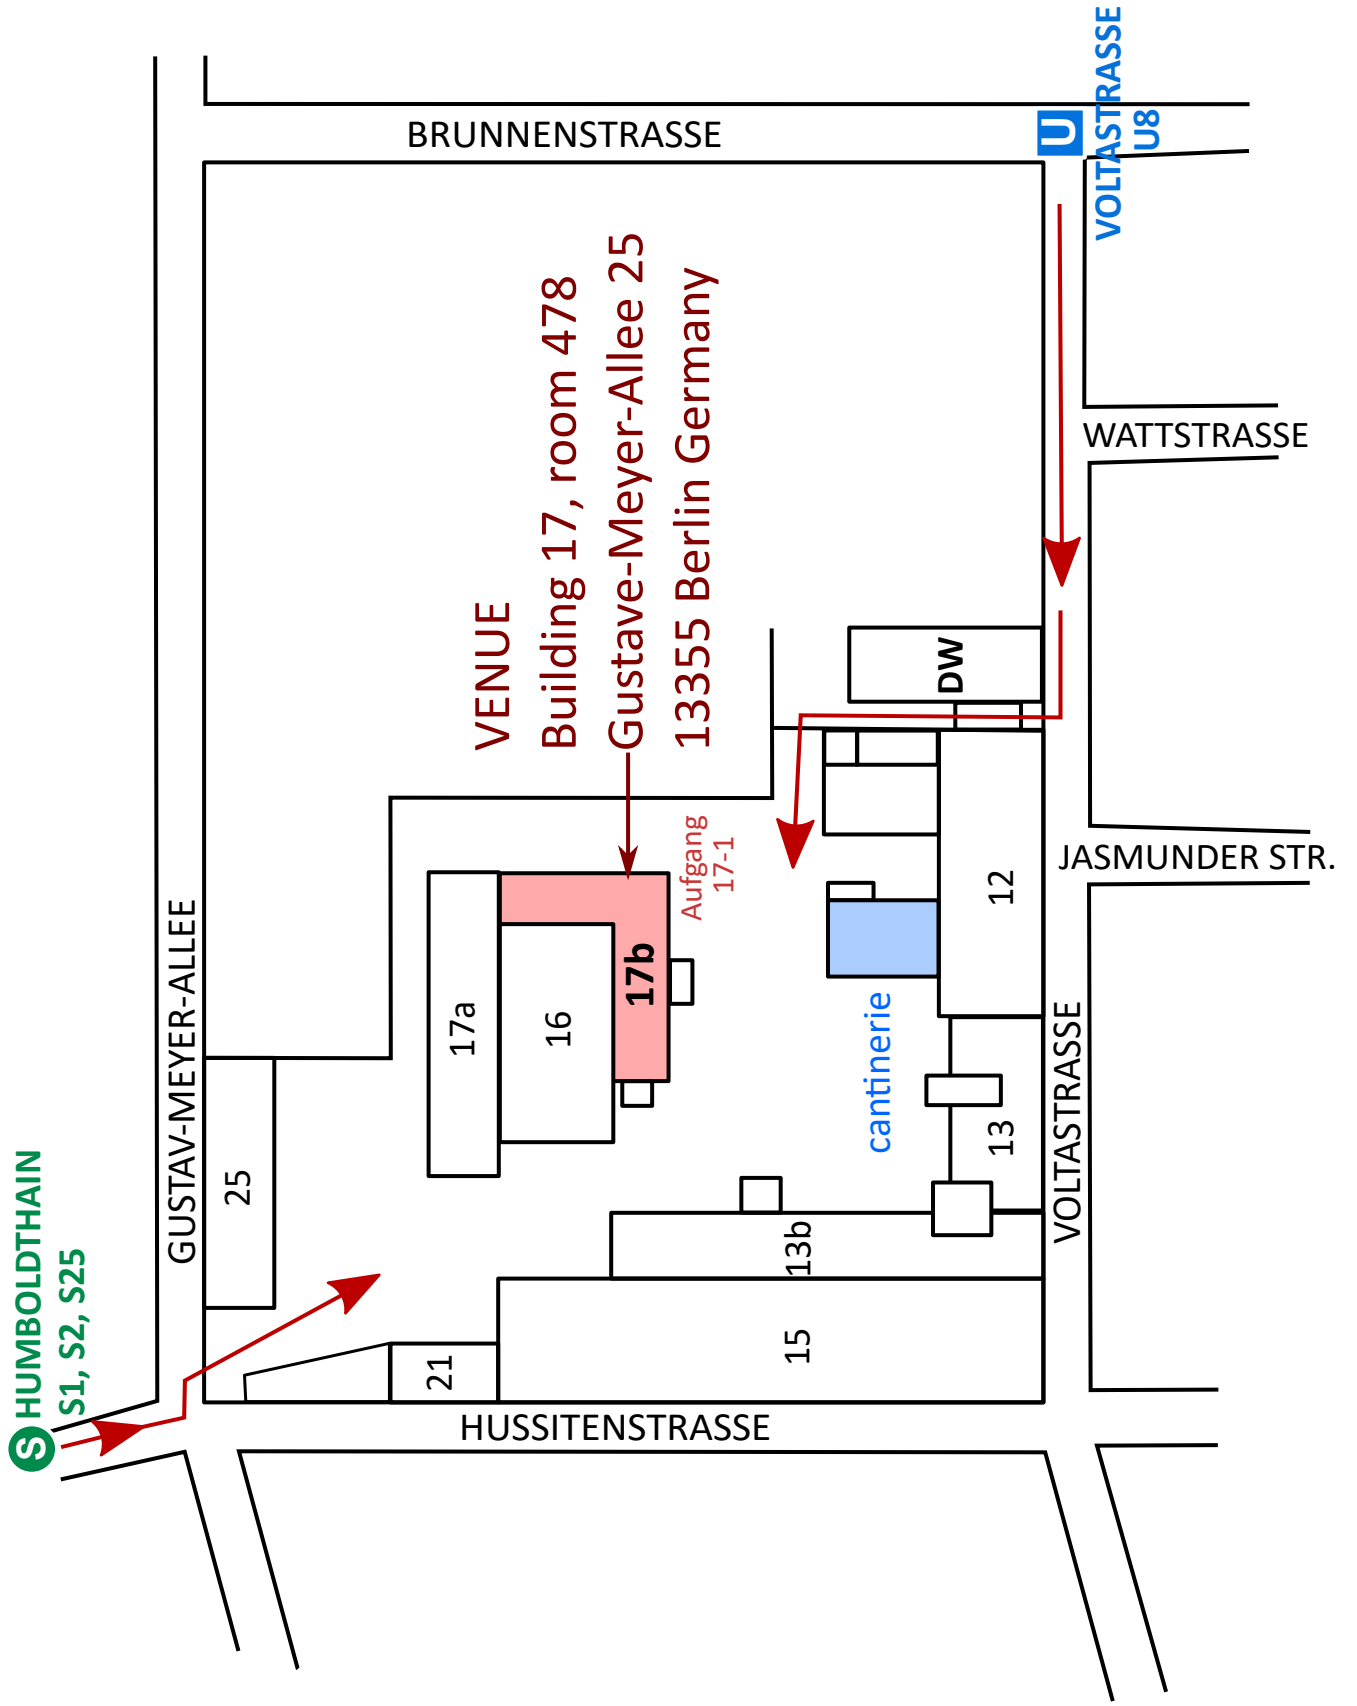 VOLTASTRASSE
U8
U
BRUNNENSTRASSE
VENUE
Building 17, room 478
Gustave-Meyer-Allee 25
13355 Berlin Germany
WATTSTRASSE
DW
Aufgang
17-1
JASMUNDER STR.
GUSTAV-MEYER-ALLEE
17a
16
17b
12
cantinerie
HUMBOLDTHAIN
S1, S2, S25
S
25
13
VOLTASTRASSE
13b
15
21
HUSSITENSTRASSE